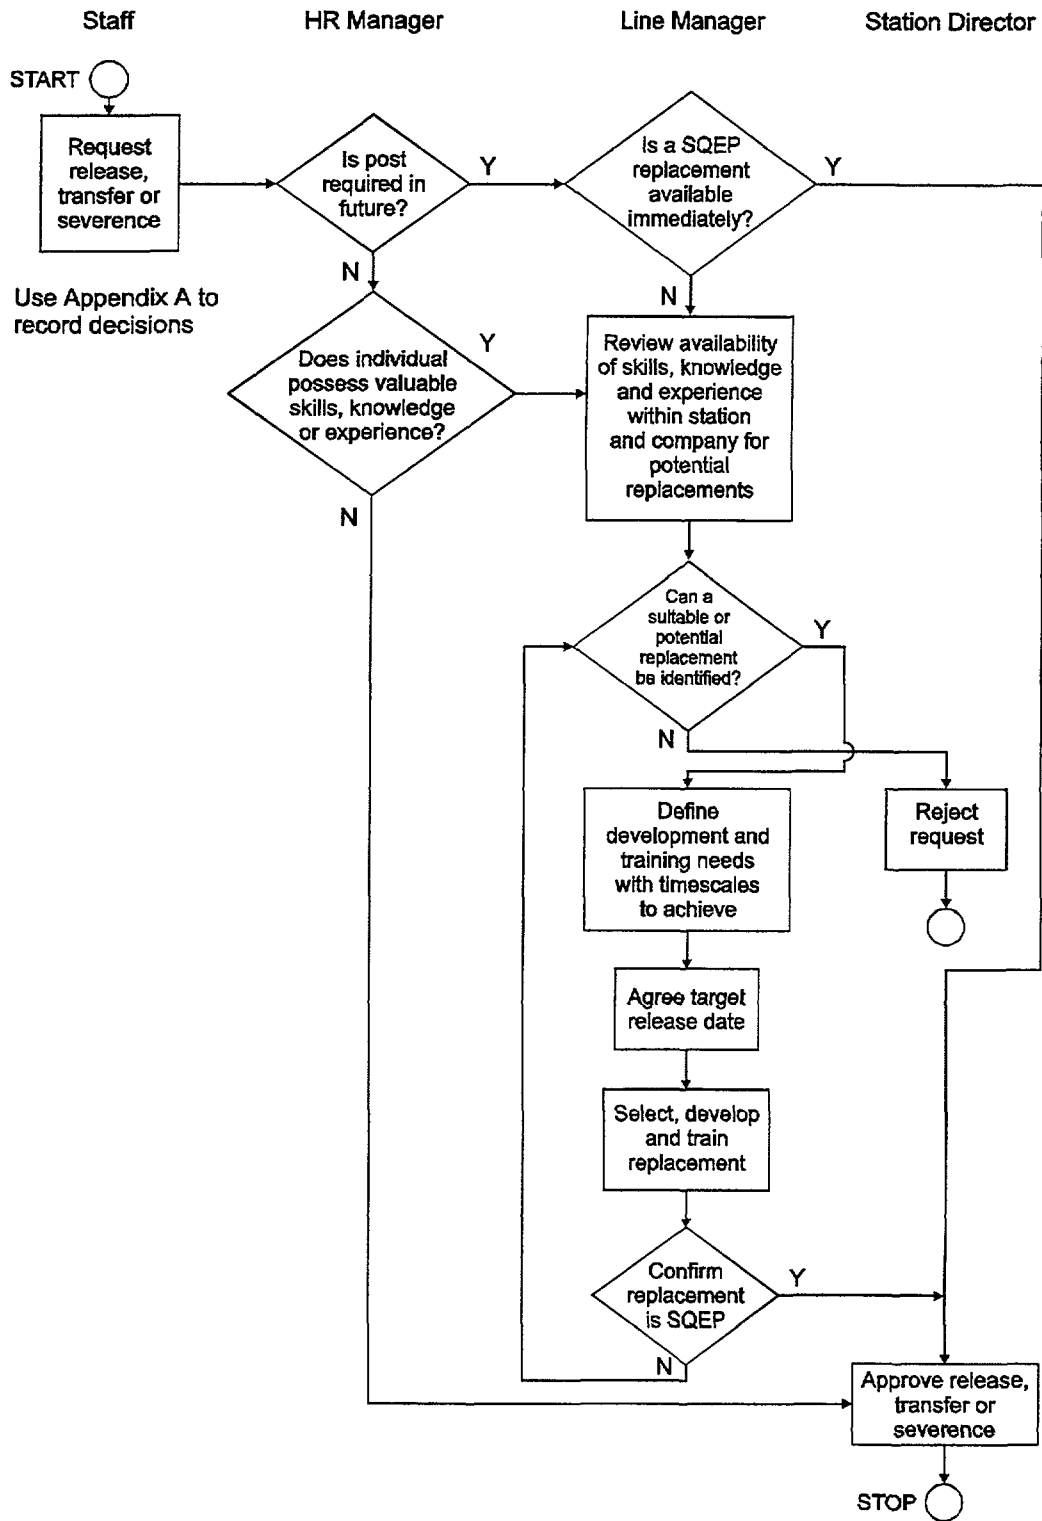 Staff
HR Manager
Line Manager
Station Director
START
Request
release,
transfer or
severence
Is post
required in
future?
Y
Is a SQEP
replacement
available
immediately?
Y
N
N
Use Appendix A to
record decisions
Does individual
possess valuable
skills, knowledge
or experience?
Y
Review availability
of skills, knowledge
and experience
within station
and company for
potential
replacements
N
Can a
suitable or
potential
replacement
be identified?
Y
N
Define
development and
training needs
with timescales
to achieve
Reject
request
Agree target
release date
Select, develop
and train
replacement
Confirm
replacement
is SQEP
Y
N
Approve release,
transfer or
severence
STOP